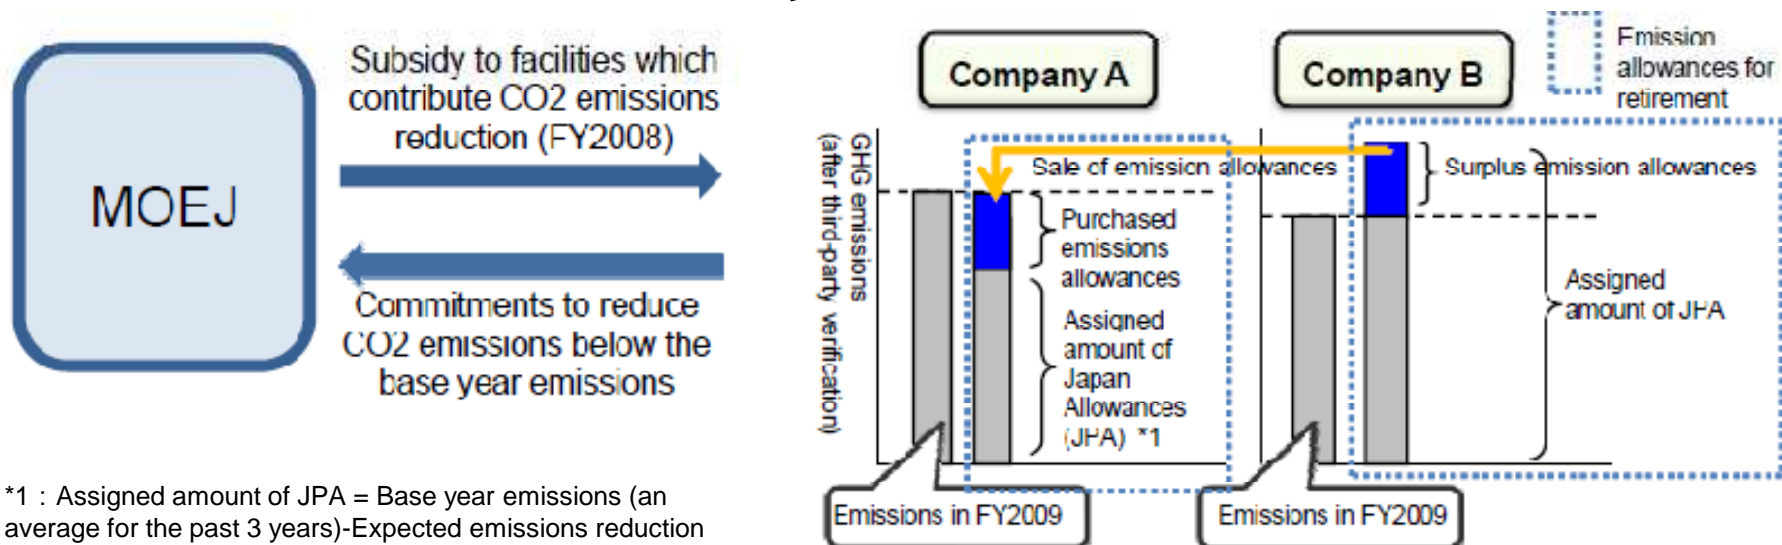 MOEJ
Subsidy to facilities which
contribute CO2 emissions
reduction (FY2008)
Commitments to reduce
CO2 emissions below the
base year emissions
*1 : Assigned amount of JPA = Base year emissions (an
average for the past 3 years)-Expected emissions reduction
Company A
Company B
Emission
allowances for
retirement
GHG emissions
(after third-party verification)
Sale of emission allowances
Surplus emission allowances
Purchased
emissions
allowances
Assigned
amount of
Japan
Allowances
(JPA) *1
Assigned
amount of JPA
Emissions in FY2009
Emissions in FY2009